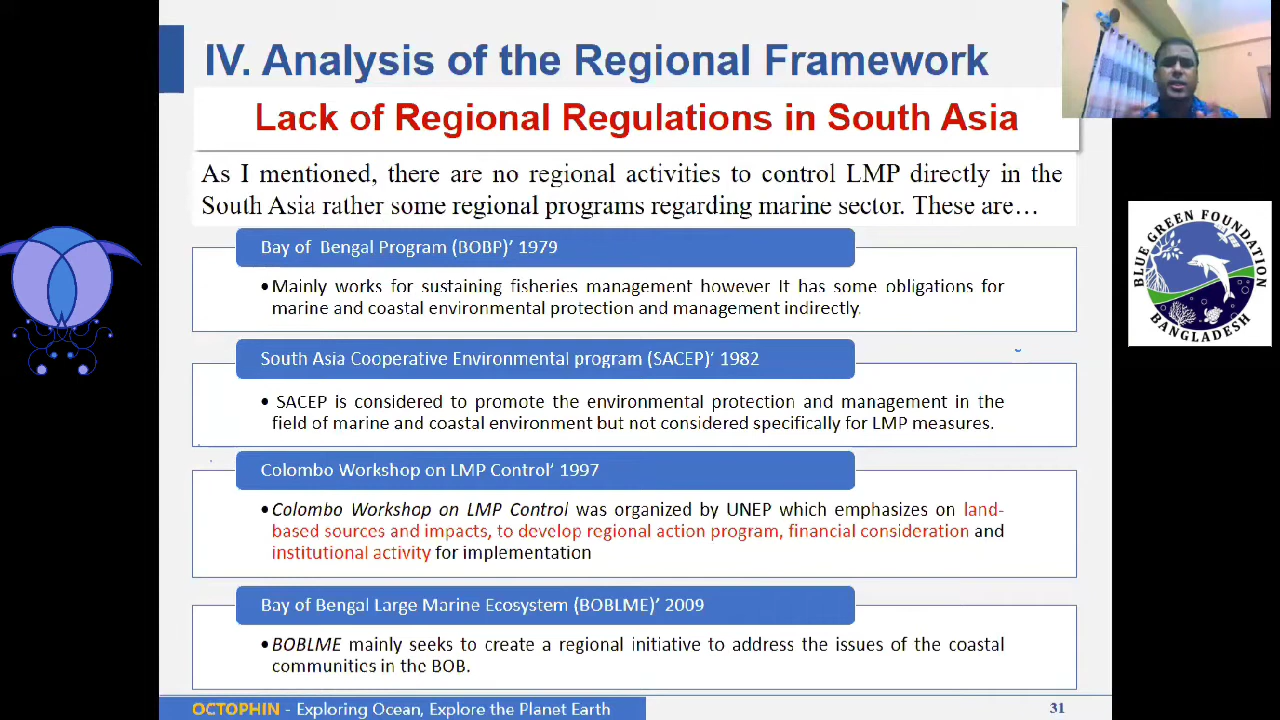 IV. Analysis of the Regional Framework
Lack of Regional Regulations in South Asia
As I mentioned, there are no regional activities to control LMP directly in the
South Asia rather some regional programs regarding marine sector. These are…
Bay of  Bengal Program (BOBP)’ 1979
•Mainly works for sustaining fisheries management however It has some obligations for
marine and coastal environmental protection and management indirectly.
South Asia Cooperative Environmental program (SACEP)’ 1982
• SACEP is considered to promote the environmental protection and management in the
field of marine and coastal environment but not considered specifically for LMP measures.
Colombo Workshop on LMP Control’ 1997
•Colombo Workshop on LMP Control was organized by UNEP which emphasizes on land-
based sources and impacts, to develop regional action program, financial consideration and
institutional activity for implementation
Bay of Bengal Large Marine Ecosystem (BOBLME)’ 2009
•BOBLME mainly seeks to create a regional initiative to address the issues of the coastal
communities in the BOB.
OCTOPHIN - Exploring Ocean, Explore the Planet Earth
31
BLUE GREEN FOUNDATION
BANGLADESH